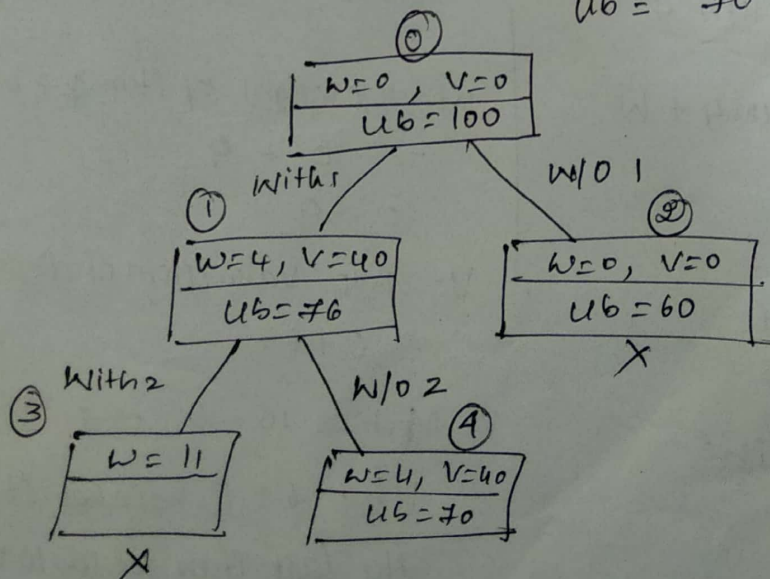 Ub = 70
0
W=0, V=0
Ub=100
With1
W/O 1
1
2
W=4, V=40
Ub=76
W=0, V=0
Ub=60
X
With2
W/O 2
3
4
W=11
W=4, V=40
Ub=70
X